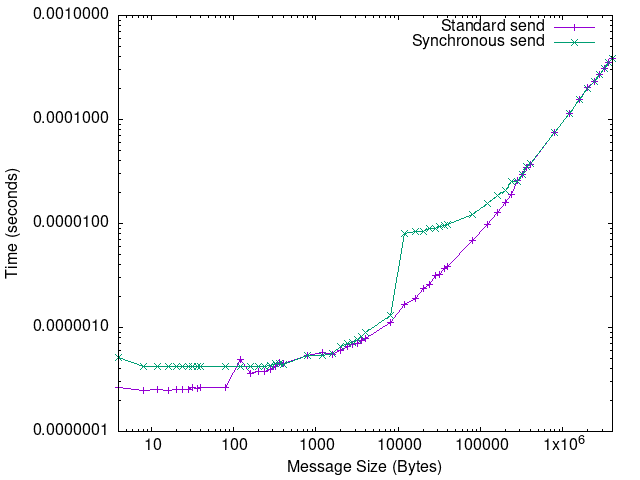 0.0010000
Standard send
Synchronous send
0.0001000
0.0000100
0.0000010
0.0000001
Time (seconds)
10 100 1000 10000 100000 1x10⁶
Message Size (Bytes)